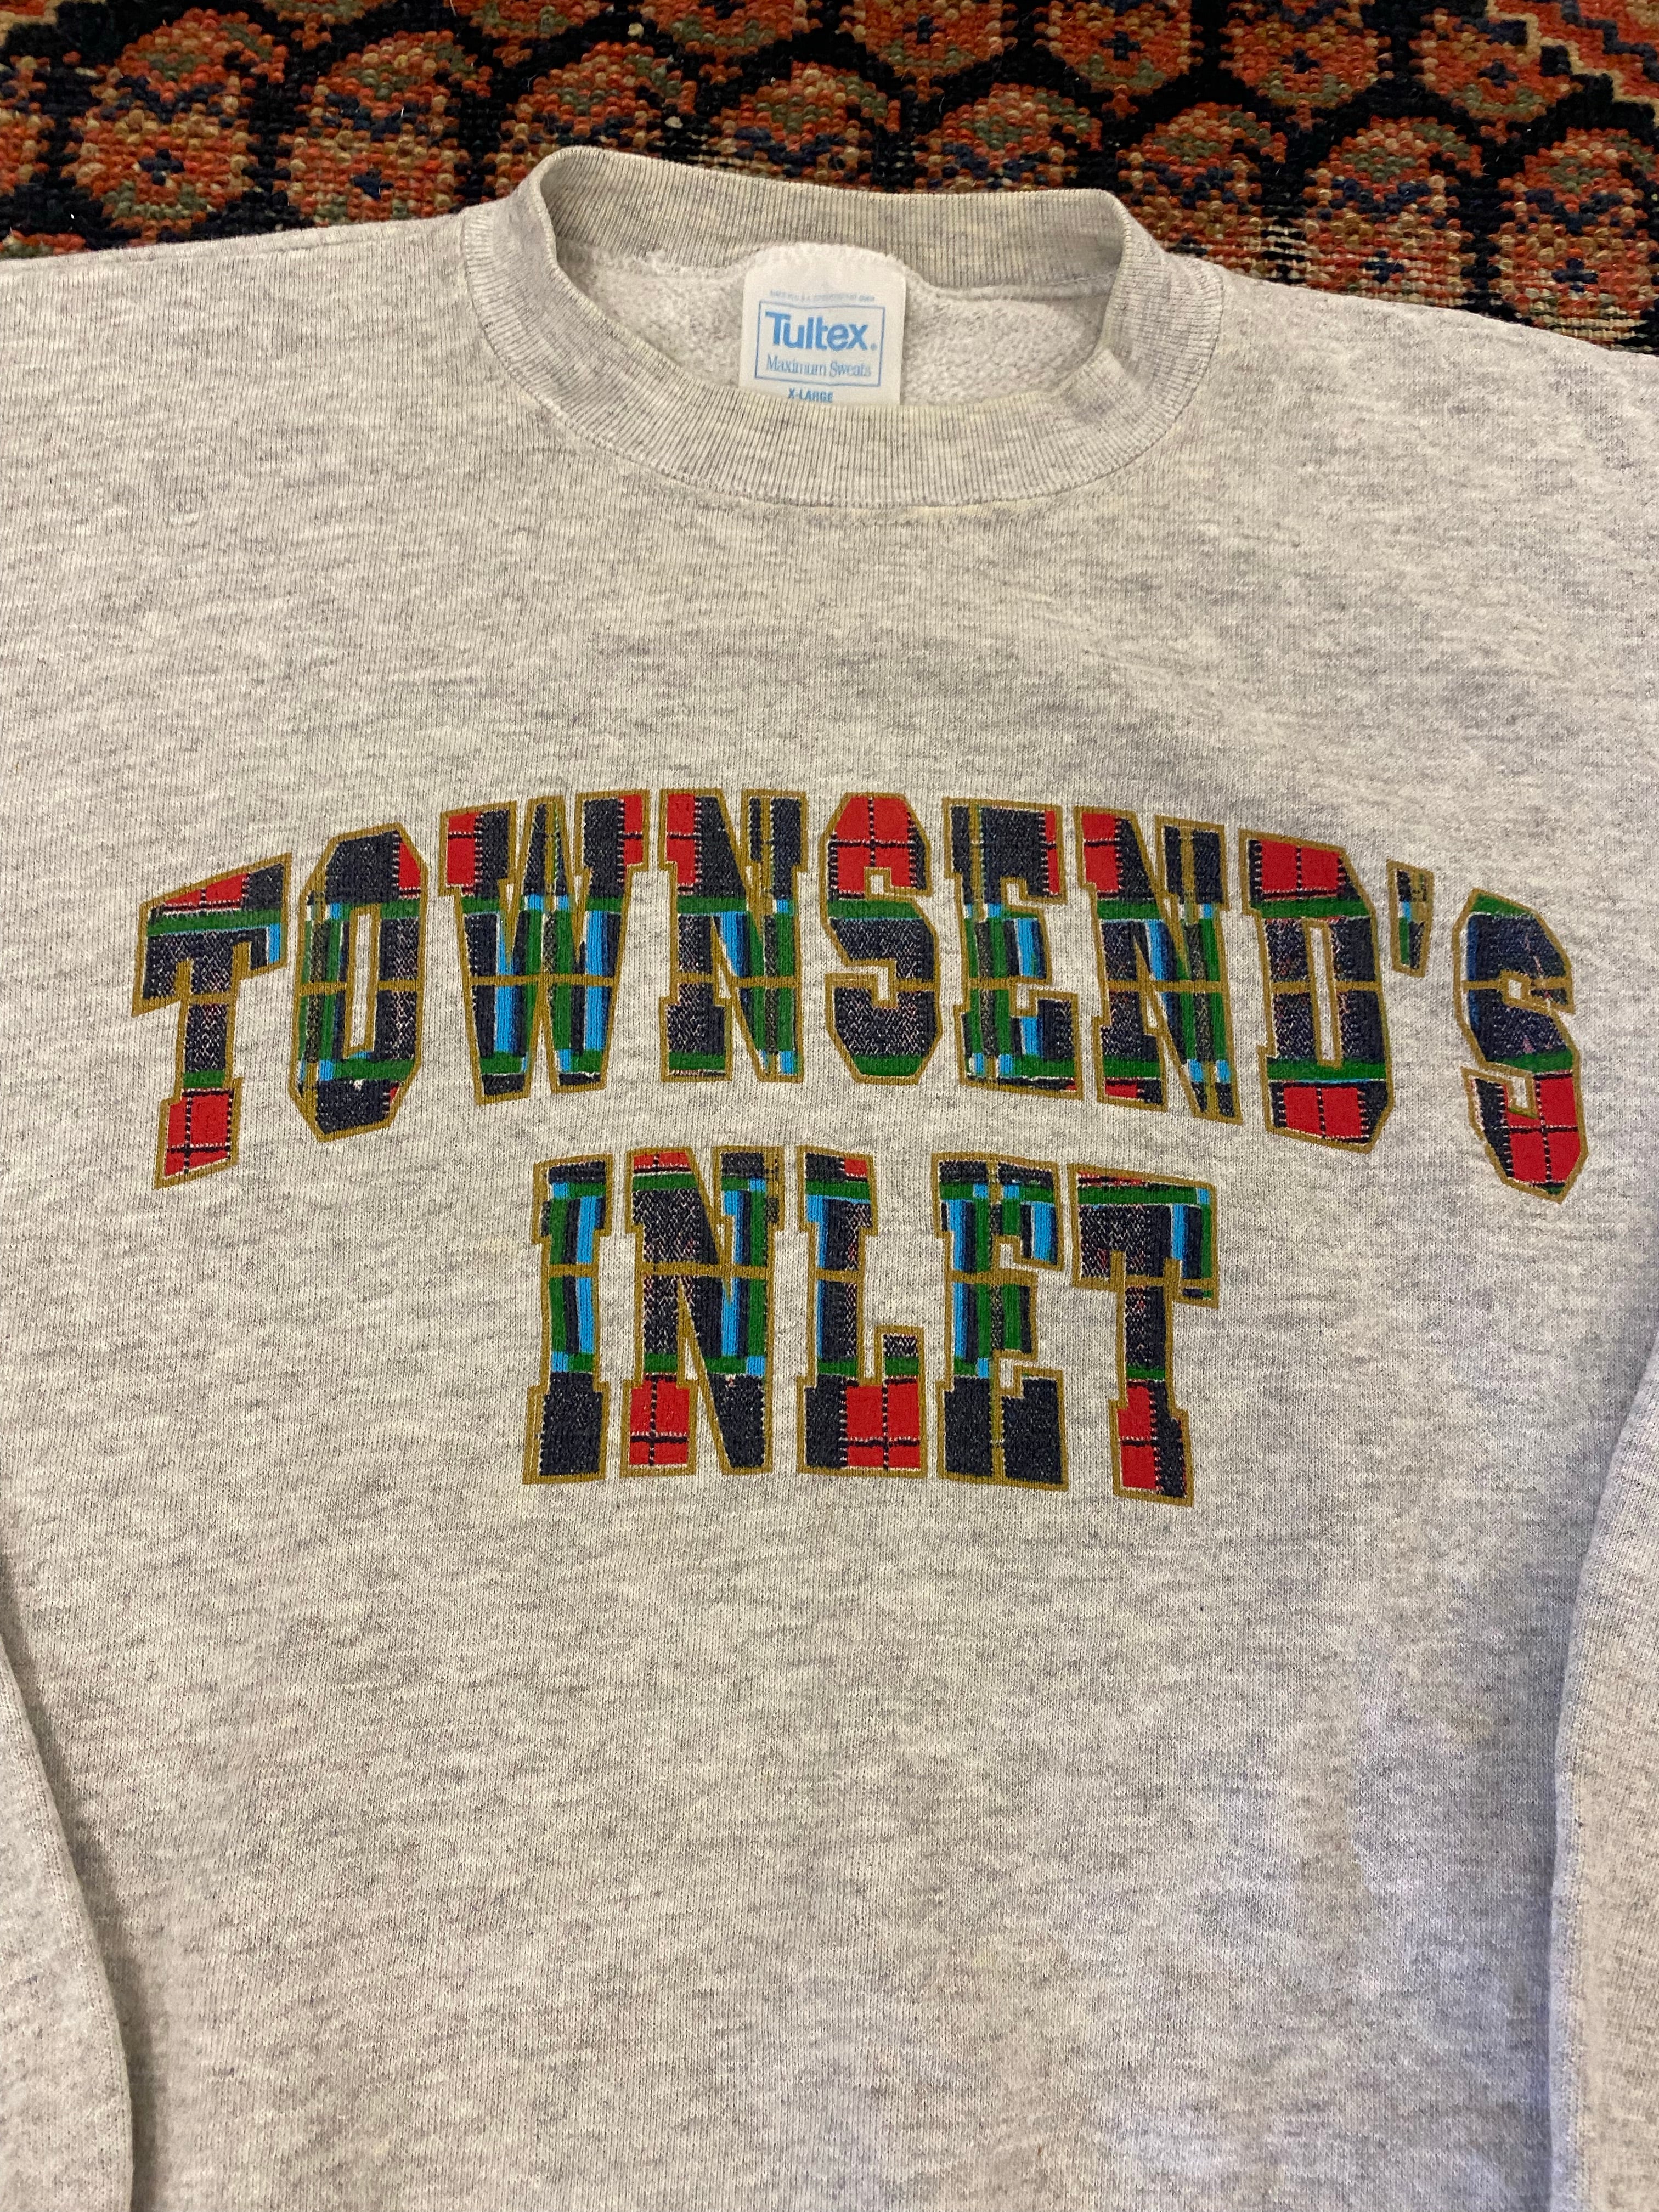 Tultex®
Maximum Sweats
X-LARGE
TOWNSEND'S
INLET